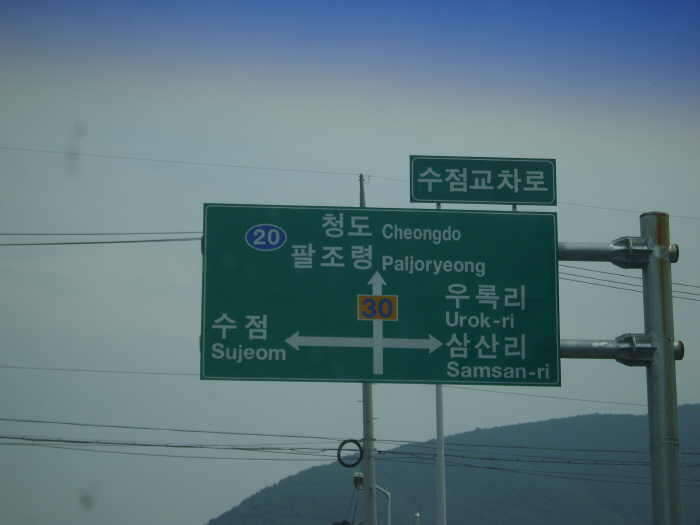 수점교차로
20
청도 Cheongdo
팔조령 Paljoryeong
30
우록리
Urok-ri
수점
Sujeom
삼산리
Samsan-ri